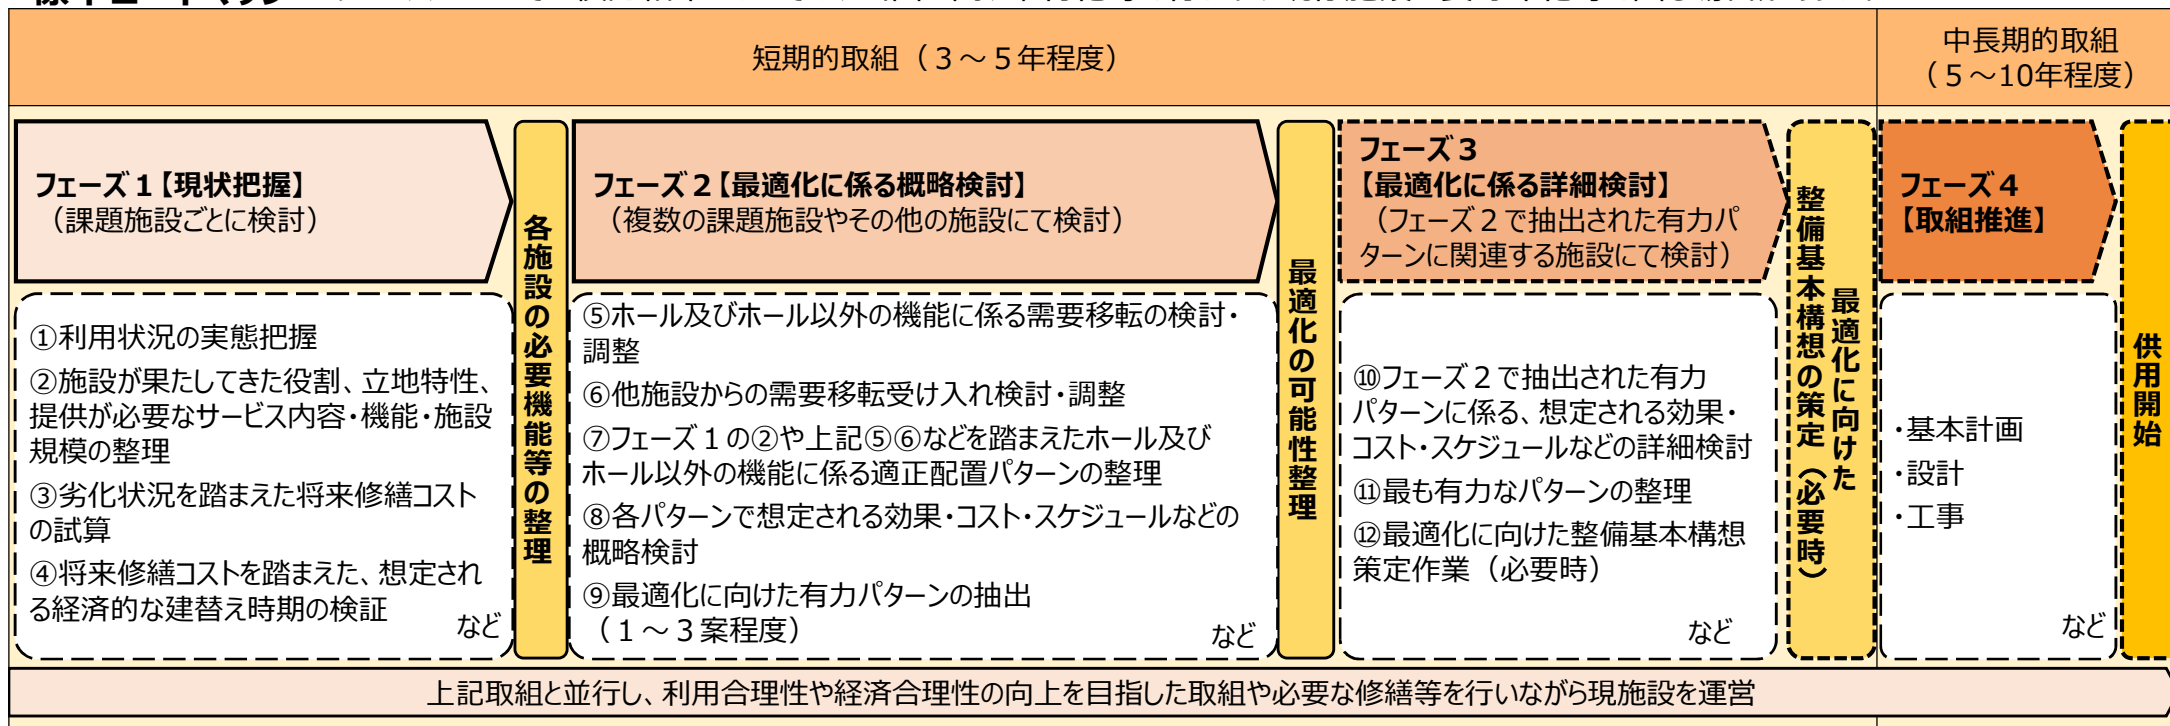 短期的取組（３～５年程度）
中長期的取組
（５～10年程度）
フェーズ１【現状把握】
（課題施設ごとに検討）
①利用状況の実態把握
②施設が果たしてきた役割、立地特性、
提供が必要なサービス内容・機能・施設
規模の整理
③劣化状況を踏まえた将来修繕コスト
の試算
④将来修繕コストを踏まえた、想定され
る経済的な建替え時期の検証
など
各施設の必要機能等の整理
フェーズ２【最適化に係る概略検討】
（複数の課題施設やその他の施設にて検討）
⑤ホール及びホール以外の機能に係る需要移転の検討・
調整
⑥他施設からの需要移転受け入れ検討・調整
⑦フェーズ１の②や上記⑤⑥などを踏まえたホール及び
ホール以外の機能に係る適正配置パターンの整理
⑧各パターンで想定される効果・コスト・スケジュールなどの
概略検討
⑨最適化に向けた有力パターンの抽出
（１～３案程度）
など
最適化の可能性整理
フェーズ３
【最適化に係る詳細検討】
（フェーズ２で抽出された有力パ
ターンに関連する施設にて検討）
⑩フェーズ２で抽出された有力
パターンに係る、想定される効果・
コスト・スケジュールなどの詳細検討
⑪最も有力なパターンの整理
⑫最適化に向けた整備基本構想
策定作業（必要時）
など
最適化に向けた
整備基本構想の策定（必要時）
フェーズ４
【取組推進】
・基本計画
・設計
・工事
など
供用開始
上記取組と並行し、利用合理性や経済合理性の向上を目指した取組や必要な修繕等を行いながら現施設を運営